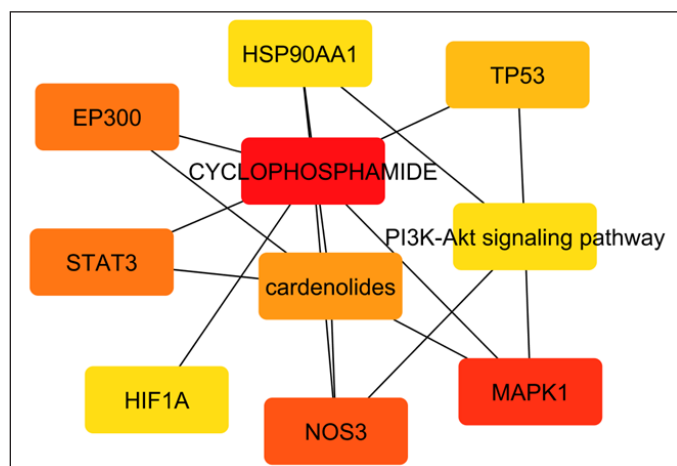 HSP90AA1
TP53
EP300
CYCLOPHOSPHAMIDE
PI3K-Akt signaling pathway
STAT3
cardenolides
HIF1A
MAPK1
NOS3